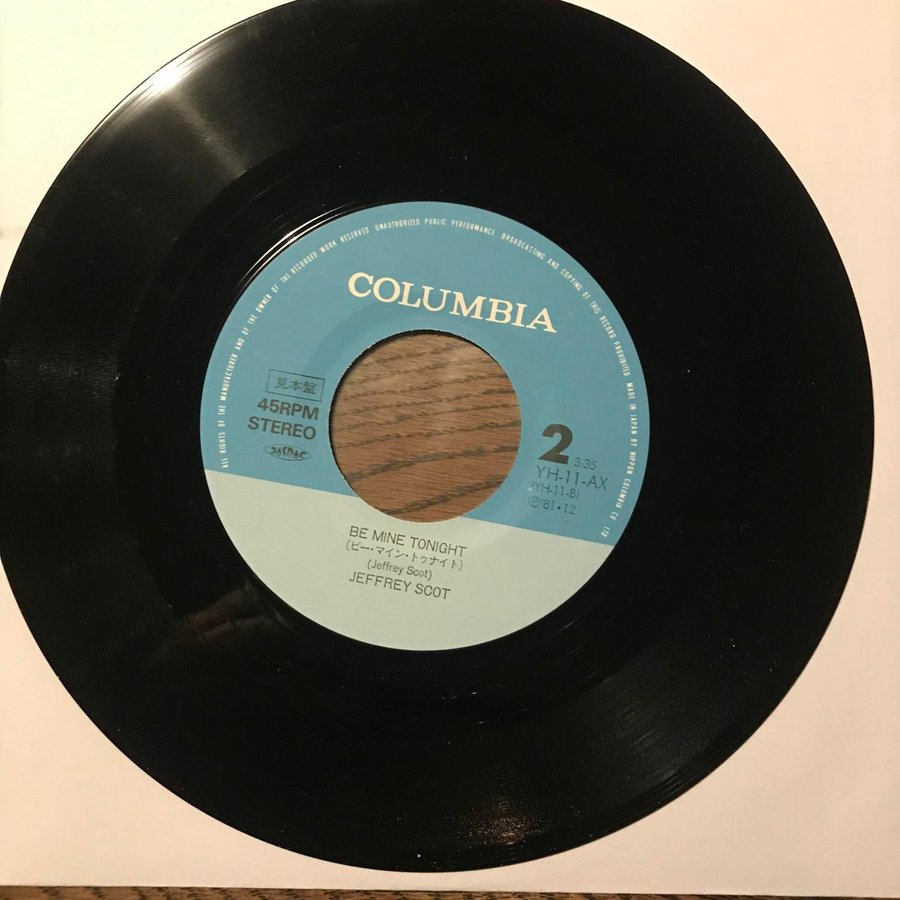 ALL RIGHTS OF THE MANUFACTURER AND OF THE OWNER OF THE RECORDED WORK RESERVED UNAUTHORIZED PUBLIC PERFORMANCE. BROADCASTING AND COPYING OF THIS RECORD PROHIBITED MADE IN JAPAN BY NIPPON COLUMBIA CO LTD
COLUMBIA
見本盤
45RPM
STEREO
JASRAC
2 3.35
YH-11-AX
YH-11-BI
Ⓟ'81・12
BE MINE TONIGHT
(ビー・マイン・トゥナイト)
(Jeffrey Scot)
JEFFREY SCOT